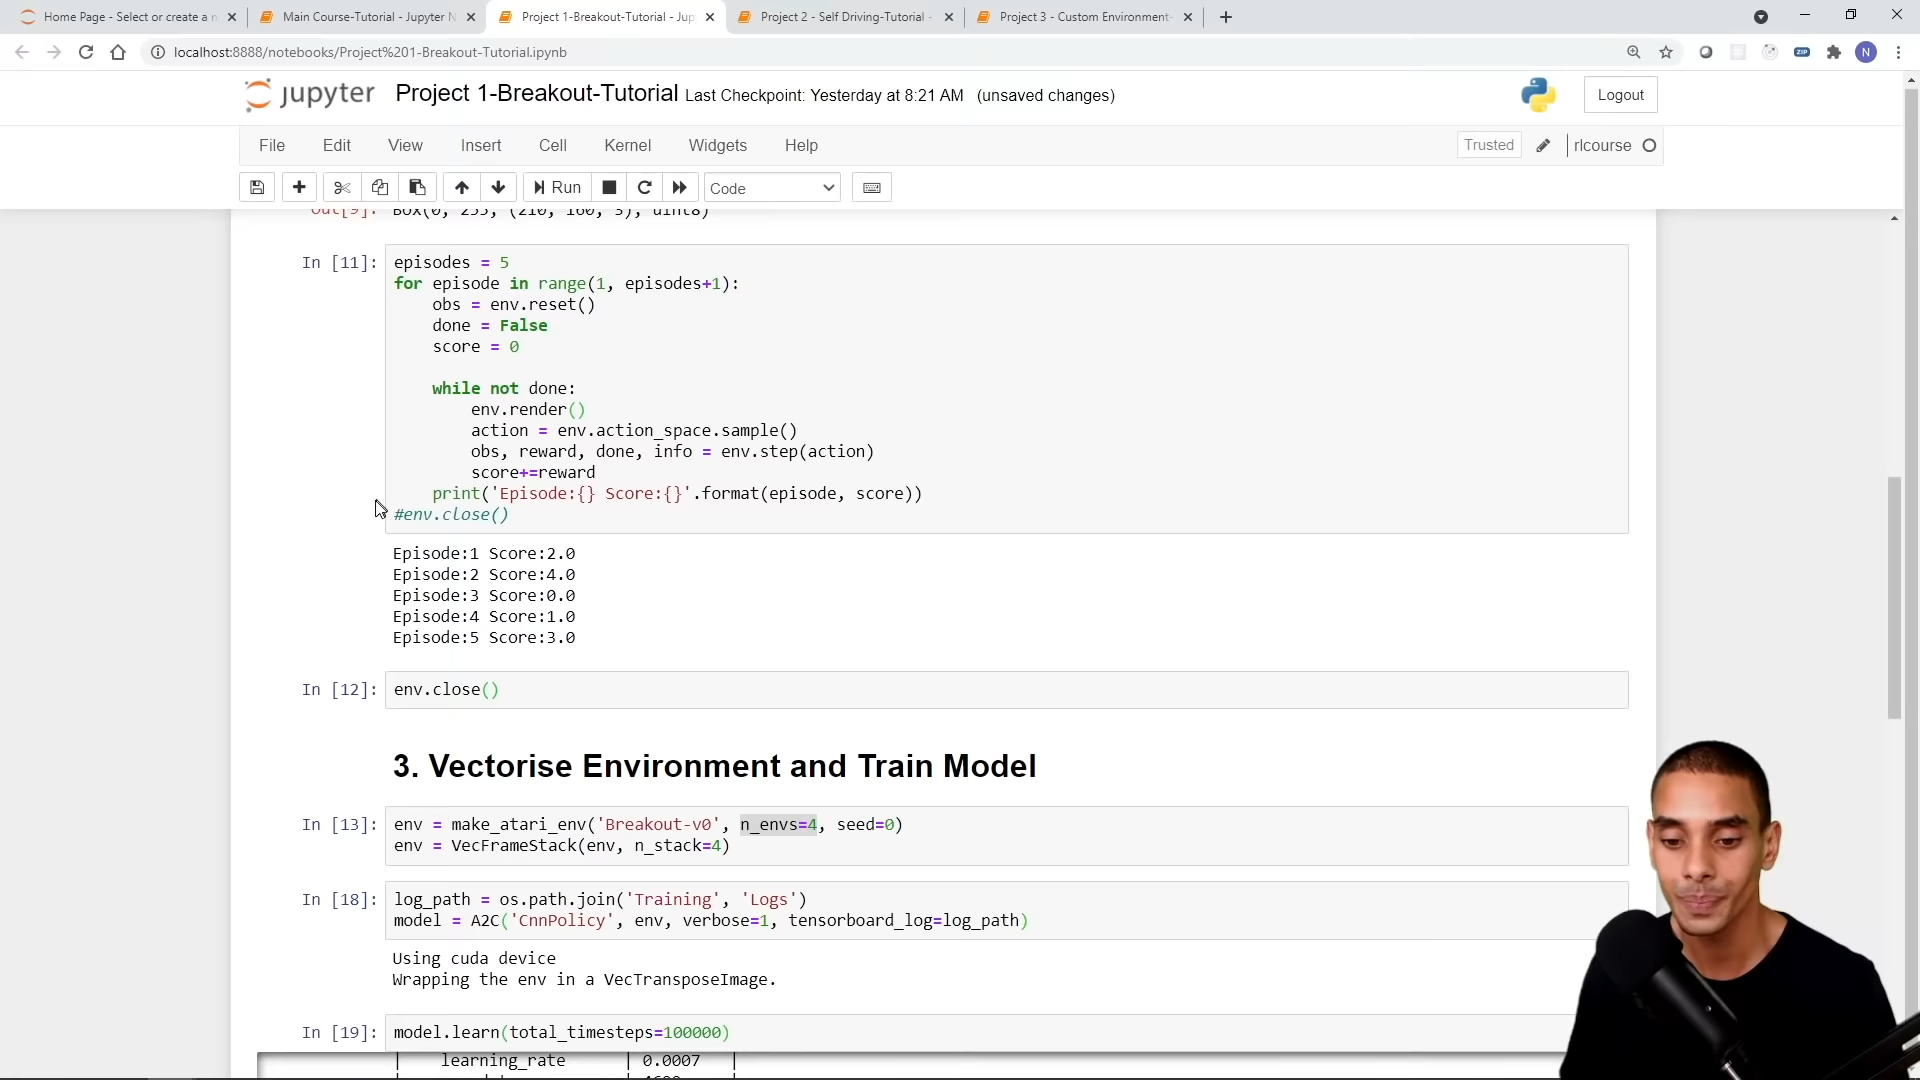 Home Page - Select or create a n
Main Course-Tutorial - Jupyter N
Project 1-Breakout-Tutorial - Jup
Project 2 - Self Driving-Tutorial -
Project 3 - Custom Environment-
localhost:8888/notebooks/Project%201-Breakout-Tutorial.ipynb
ZIP
N
jupyter Project 1-Breakout-Tutorial Last Checkpoint: Yesterday at 8:21 AM (unsaved changes)
Logout
File Edit View Insert Cell Kernel Widgets Help
Trusted
rlcourse
Run
Code
Out[9]: Box(0, 255, (210, 160, 3), uint8)
In [11]: episodes = 5
for episode in range(1, episodes+1):
obs = env.reset()
done = False
score = 0
while not done:
env.render()
action = env.action_space.sample()
obs, reward, done, info = env.step(action)
score+=reward
print('Episode:{} Score:{}'.format(episode, score))
#env.close()
Episode:1 Score:2.0
Episode:2 Score:4.0
Episode:3 Score:0.0
Episode:4 Score:1.0
Episode:5 Score:3.0
In [12]: env.close()
3. Vectorise Environment and Train Model
In [13]: env = make_atari_env('Breakout-v0', n_envs=4, seed=0)
env = VecFrameStack(env, n_stack=4)
In [18]: log_path = os.path.join('Training', 'Logs')
model = A2C('CnnPolicy', env, verbose=1, tensorboard_log=log_path)
Using cuda device
Wrapping the env in a VecTransposeImage.
In [19]: model.learn(total_timesteps=100000)
| learning_rate | 0.0007 |